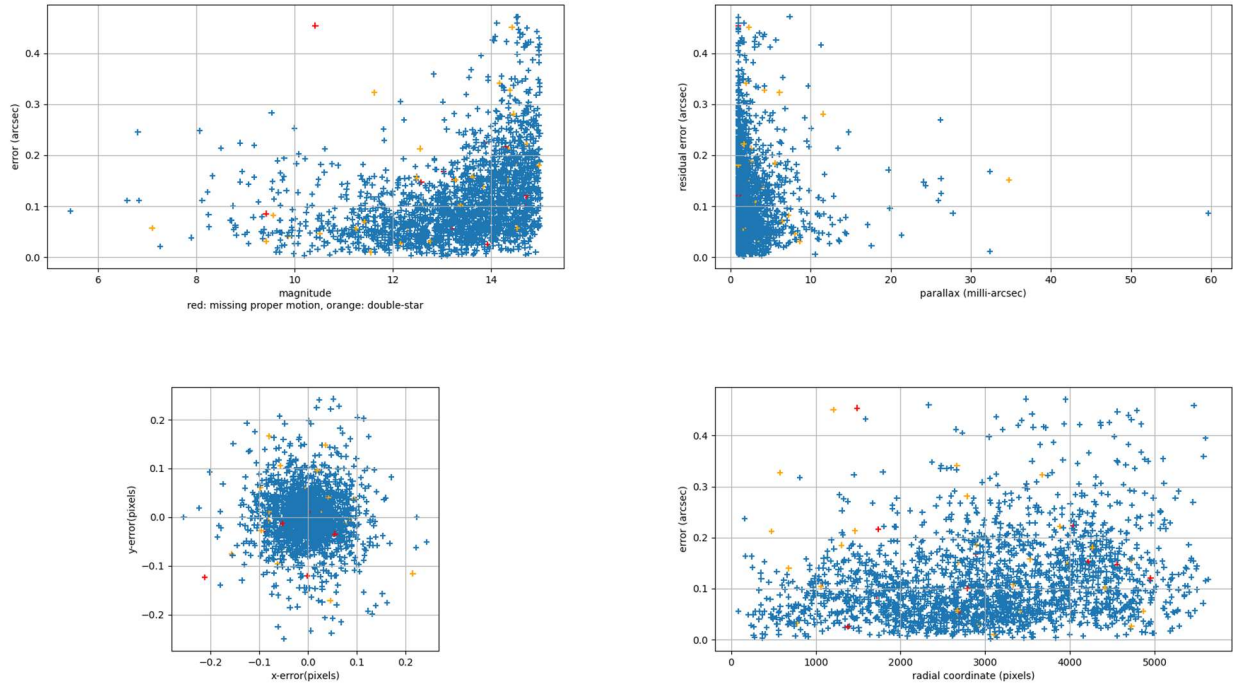 0.4
0.3
0.2
0.1
0.0
error (arcsec)
6 8 10 12 14
magnitude
red: missing proper motion, orange: double-star
0.4
0.3
0.2
0.1
0.0
residual error (arcsec)
0 10 20 30 40 50 60
parallax (milli-arcsec)
0.2
0.1
0.0
−0.1
−0.2
y-error(pixels)
−0.2 −0.1 0.0 0.1 0.2
x-error(pixels)
0.4
0.3
0.2
0.1
0.0
error (arcsec)
0 1000 2000 3000 4000 5000
radial coordinate (pixels)